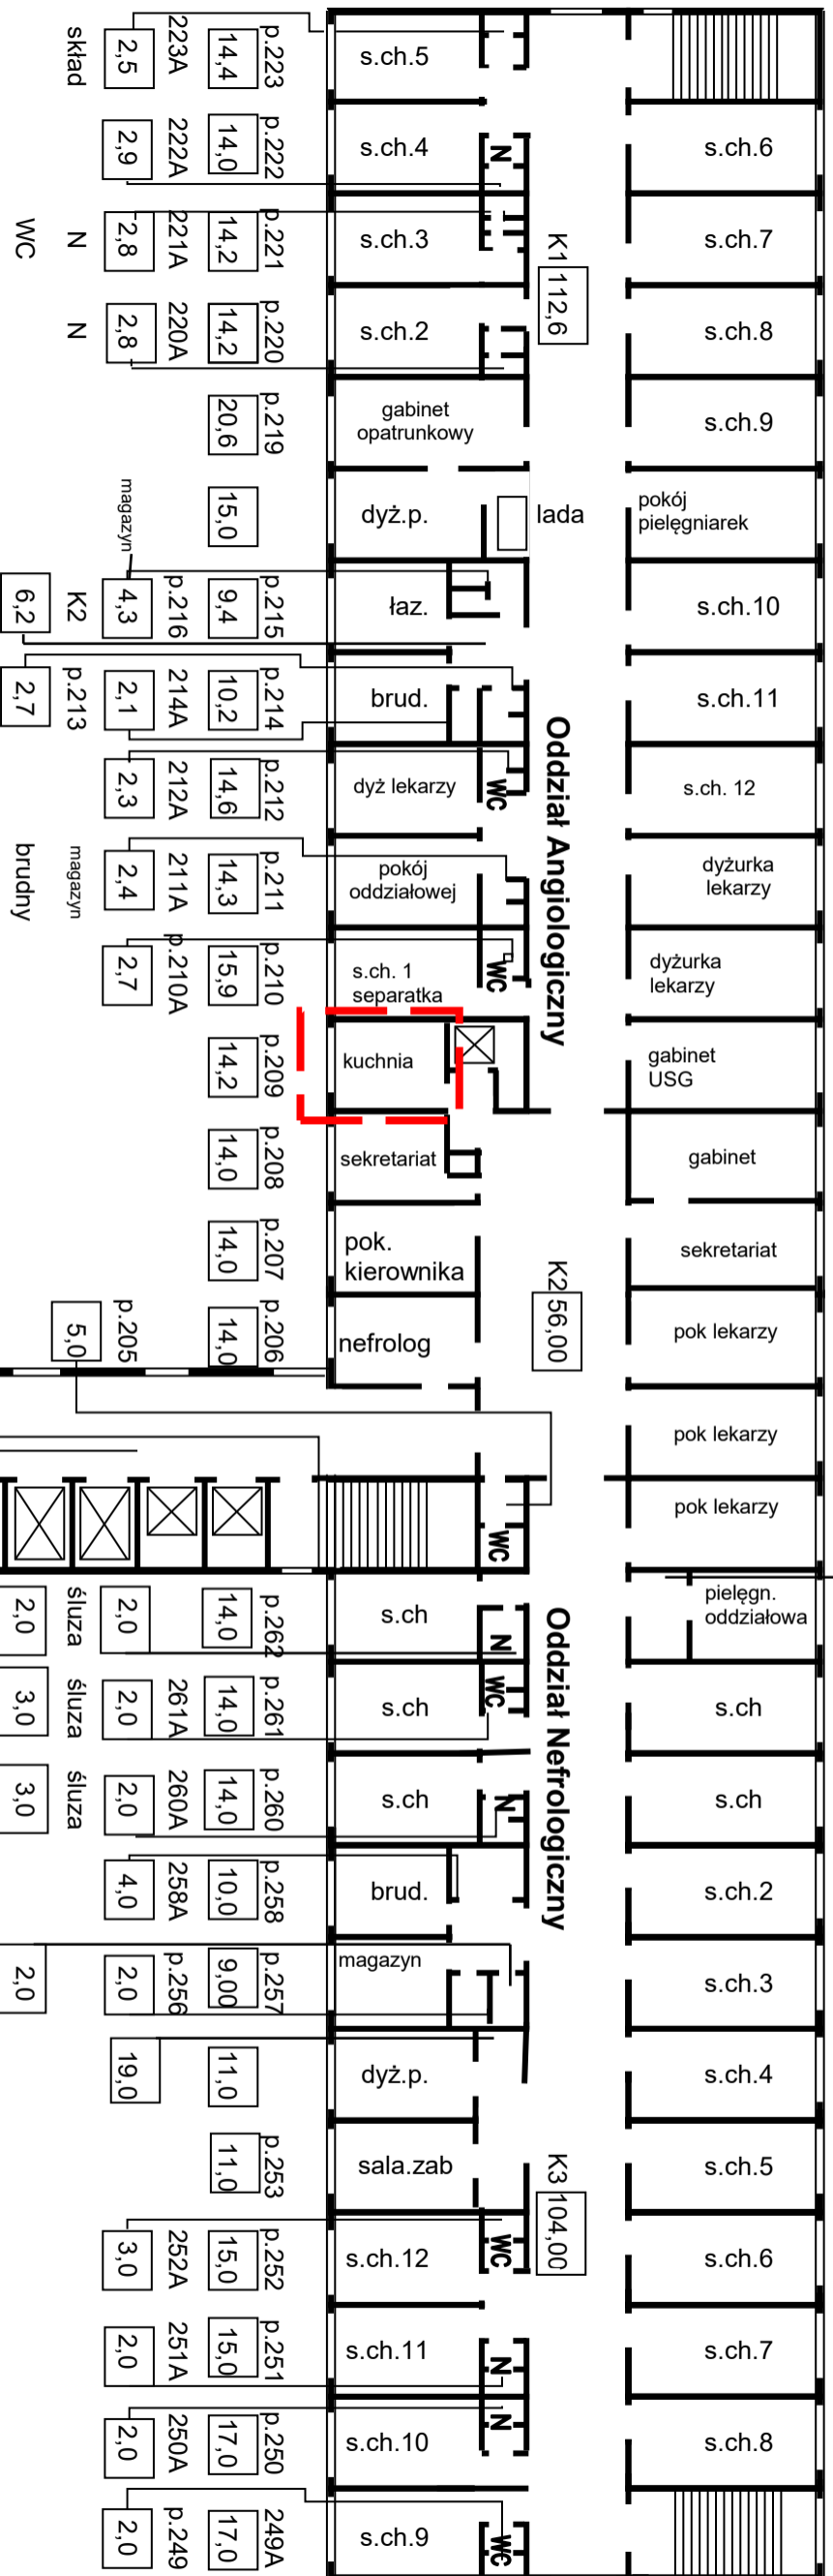 skład
2,5
223A
14,4
p.223
s.ch.5
2,9
222A
14,0
p.222
s.ch.4
N
s.ch.6
WC
N
2,8
221A
14,2
p.221
s.ch.3
K1
112,6
s.ch.7
N
2,8
220A
14,2
p.220
s.ch.2
s.ch.8
20,6
p.219
gabinet
opatrunkowy
s.ch.9
magazyn
15,0
dyż.p.
lada
pokój
pielęgniarek
6,2
K2
4,3
p.216
9,4
p.215
łaz.
s.ch.10
2,7
p.213
2,1
214A
10,2
p.214
brud.
s.ch.11
Oddział Angiologiczny
2,3
212A
14,6
p.212
dyż lekarzy
WC
s.ch. 12
brudny
magazyn
2,4
211A
14,3
p.211
pokój
oddziałowej
dyżurka
lekarzy
2,7
p.210A
15,9
p.210
s.ch. 1
separatka
WC
dyżurka
lekarzy
14,2
p.209
kuchnia
gabinet
USG
14,0
p.208
sekretariat
gabinet
14,0
p.207
pok.
kierownika
K2
56,00
sekretariat
5,0
p.205
14,0
p.206
nefrolog
pok lekarzy
pok lekarzy
WC
pok lekarzy
2,0
śluza
2,0
14,0
p.262
s.ch
N
pielęgn.
oddziałowa
Oddział Nefrologiczny
3,0
śluza
2,0
261A
14,0
p.261
s.ch
WC
s.ch
3,0
śluza
2,0
260A
14,0
p.260
s.ch
N
s.ch
4,0
258A
10,0
p.258
brud.
s.ch.2
2,0
2,0
p.256
9,00
p.257
magazyn
s.ch.3
19,0
11,0
dyż.p.
s.ch.4
11,0
p.253
sala.zab
K3
104,00
s.ch.5
3,0
252A
15,0
p.252
s.ch.12
WC
s.ch.6
2,0
251A
15,0
p.251
s.ch.11
N
s.ch.7
2,0
250A
17,0
p.250
s.ch.10
N
s.ch.8
2,0
p.249
17,0
249A
s.ch.9
WC